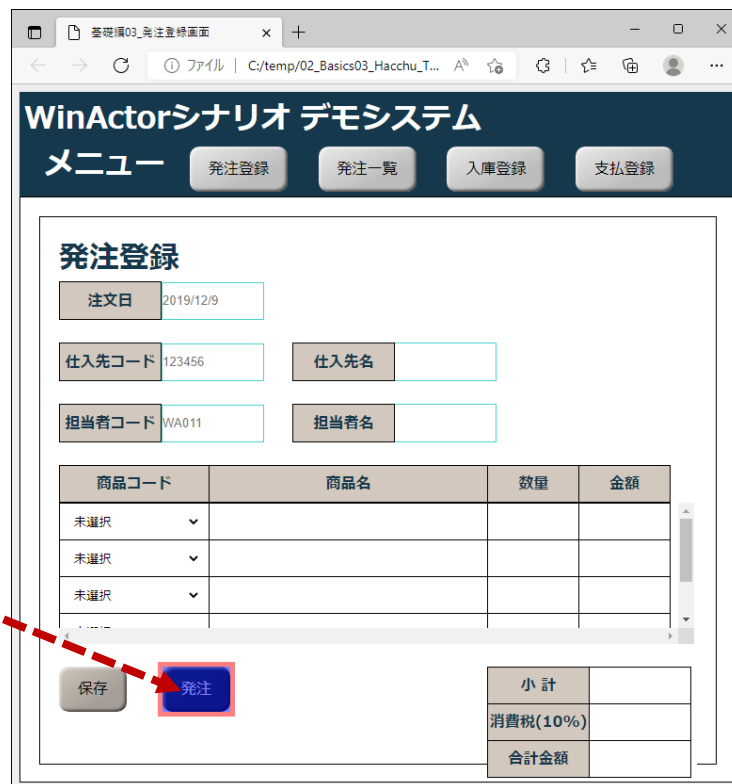 基礎編03_発注登録画面
ファイル C:/temp/02_Basics03_Hacchu_T...
WinActorシナリオ デモシステム
メニュー 発注登録 発注一覧 入庫登録 支払登録
発注登録
注文日 2019/12/9
仕入先コード 123456 仕入先名
担当者コード WA011 担当者名
商品コード 商品名 数量 金額
未選択
未選択
未選択
保存 発注
小計
消費税(10%)
合計金額